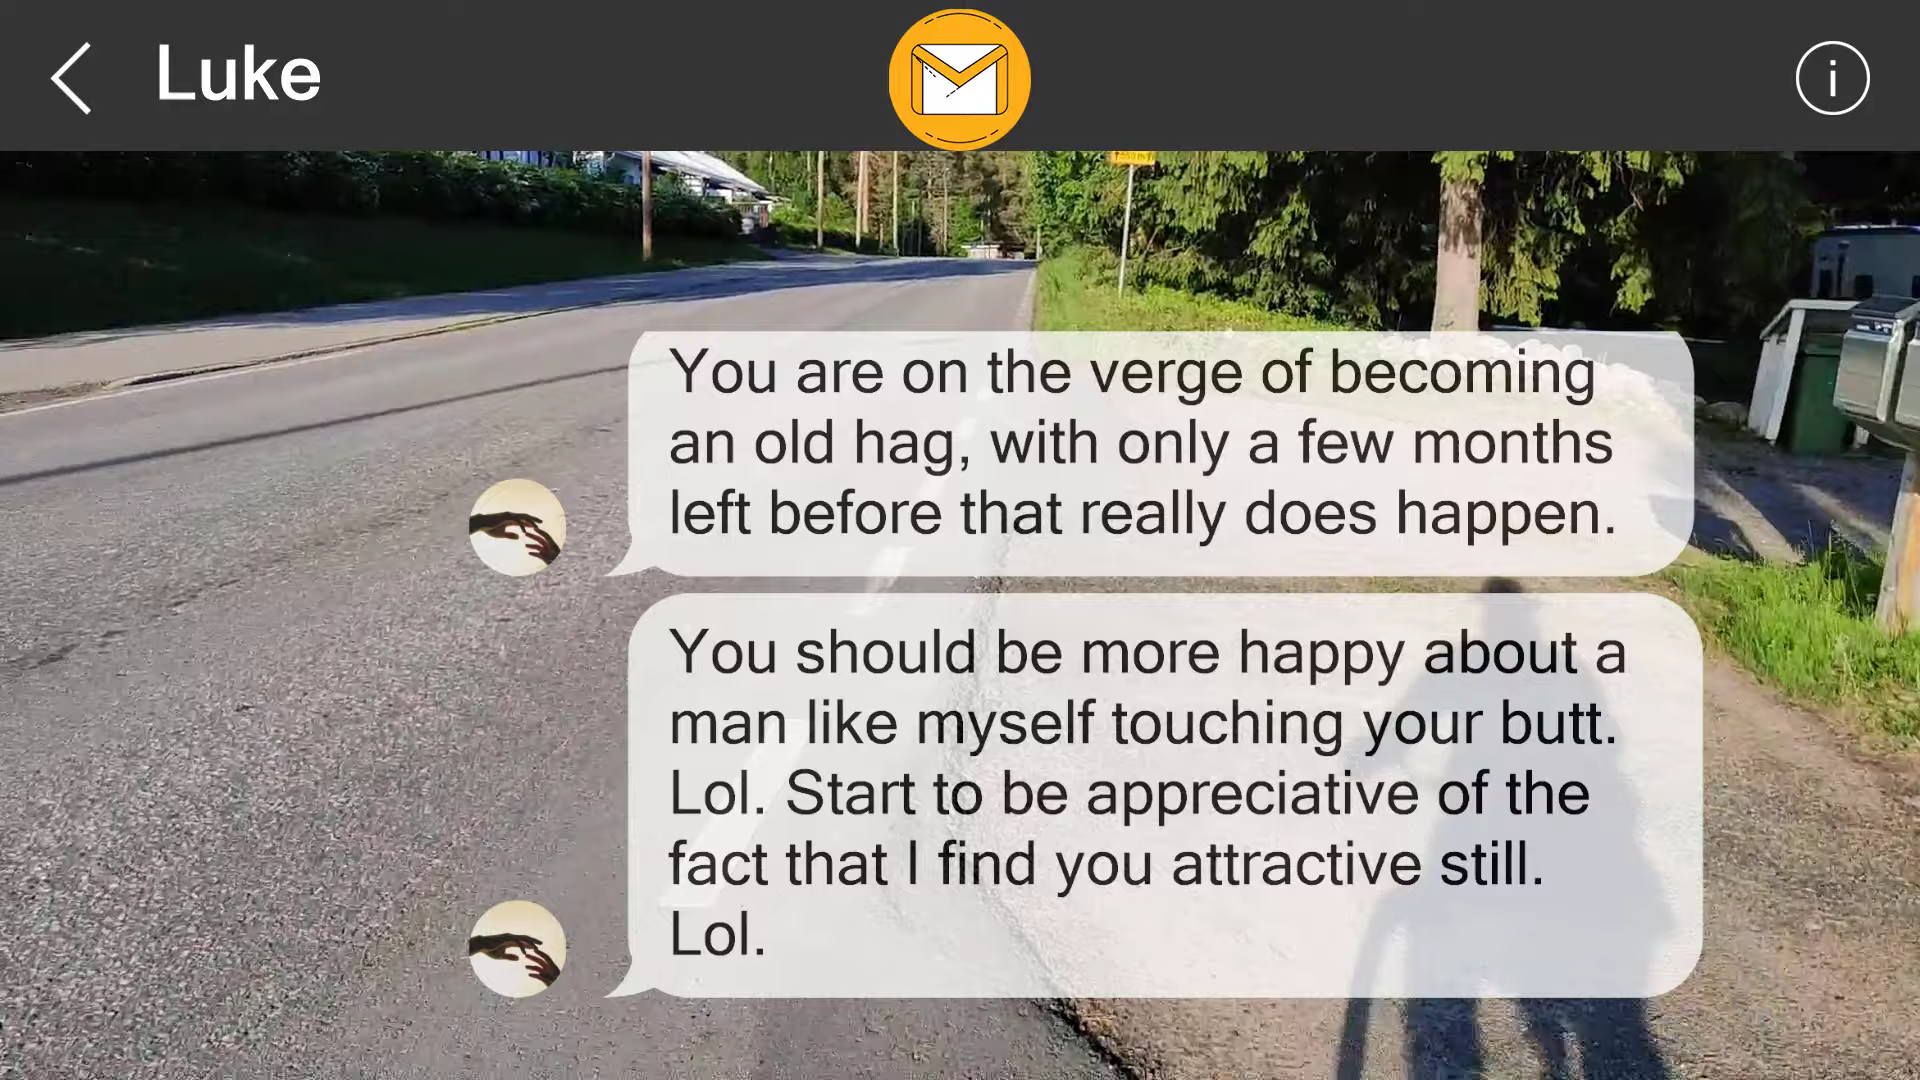 Luke
You are on the verge of becoming
an old hag, with only a few months
left before that really does happen.
You should be more happy about a
man like myself touching your butt.
Lol. Start to be appreciative of the
fact that I find you attractive still.
Lol.